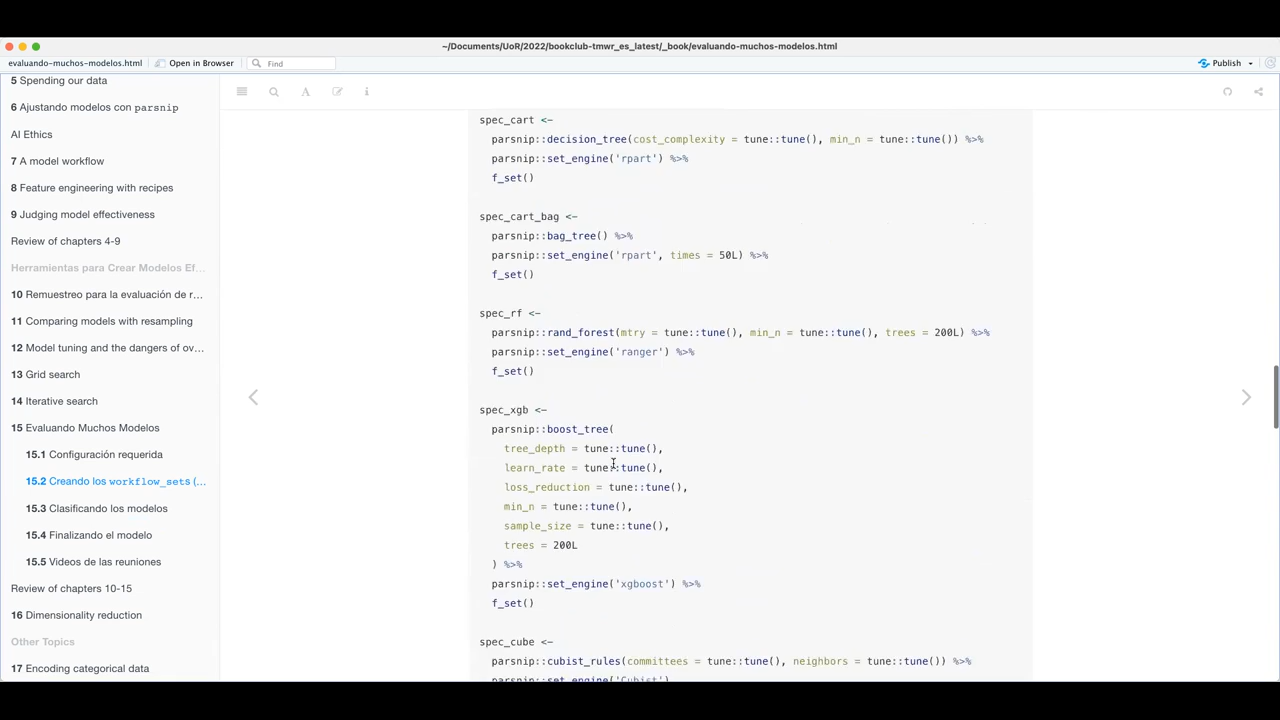 ~/Documents/UoR/2022/bookclub-tmwr_es_latest/_book/evaluando-muchos-modelos.html
evaluando-muchos-modelos.html
Open in Browser
Find
Publish
5 Spending our data
6 Ajustando modelos con parsnip
AI Ethics
7 A model workflow
8 Feature engineering with recipes
9 Judging model effectiveness
Review of chapters 4-9
Herramientas para Crear Modelos Ef...
10 Remuestreo para la evaluación de r...
11 Comparing models with resampling
12 Model tuning and the dangers of ov...
13 Grid search
14 Iterative search
15 Evaluando Muchos Modelos
15.1 Configuración requerida
15.2 Creando los workflow_sets (...
15.3 Clasificando los modelos
15.4 Finalizando el modelo
15.5 Videos de las reuniones
Review of chapters 10-15
16 Dimensionality reduction
Other Topics
17 Encoding categorical data
spec_cart <-
parsnip::decision_tree(cost_complexity = tune::tune(), min_n = tune::tune()) %>%
parsnip::set_engine('rpart') %>%
f_set()
spec_cart_bag <-
parsnip::bag_tree() %>%
parsnip::set_engine('rpart', times = 50L) %>%
f_set()
spec_rf <-
parsnip::rand_forest(mtry = tune::tune(), min_n = tune::tune(), trees = 200L) %>%
parsnip::set_engine('ranger') %>%
f_set()
spec_xgb <-
parsnip::boost_tree(
tree_depth = tune::tune(),
learn_rate = tune::tune(),
loss_reduction = tune::tune(),
min_n = tune::tune(),
sample_size = tune::tune(),
trees = 200L
) %>%
parsnip::set_engine('xgboost') %>%
f_set()
spec_cube <-
parsnip::cubist_rules(committees = tune::tune(), neighbors = tune::tune()) %>%
parsnip::set_engine('Cubist')